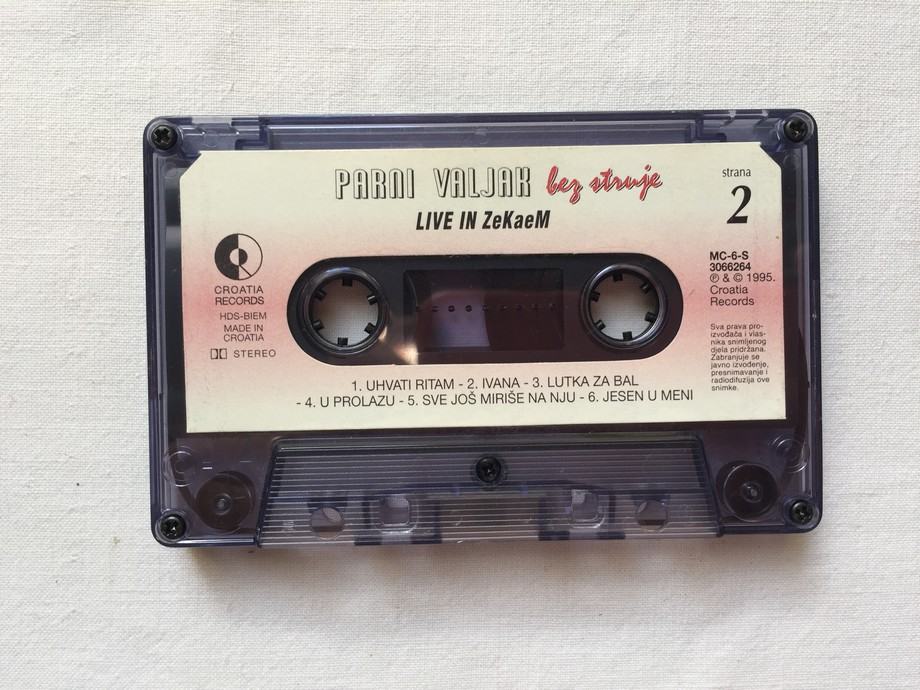 PARNI VALJAK bez struje
LIVE IN ZeKaeM
strana
2
CROATIA
RECORDS
HDS-BIEM
MADE IN
CROATIA
STEREO
MC-6-S
3066264
℗ & © 1995.
Croatia
Records
Sva prava pro-
izvođača i vlas-
nika snimljenog
djela pridržana.
Zabranjuje se
javno izvođenje,
presnimavanje i
radiodifuzija ove
snimke.
1. UHVATI RITAM - 2. IVANA - 3. LUTKA ZA BAL
- 4. U PROLAZU - 5. SVE JOŠ MIRIŠE NA NJU - 6. JESEN U MENI